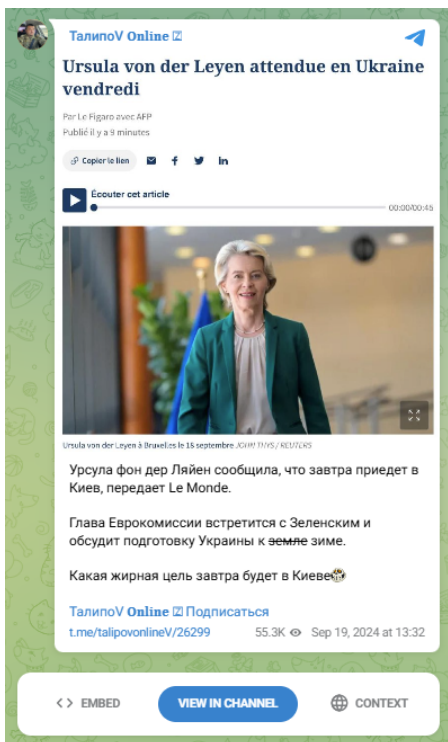 ТалипоV Online 🇿
Ursula von der Leyen attendue en Ukraine
vendredi
Par Le Figaro avec AFP
Publié il y a 9 minutes
Copier le lien
Écouter cet article
00:00/00:45
Ursula von der Leyen à Bruxelles le 18 septembre JOHN THYS / REUTERS
Урсула фон дер Ляйен сообщила, что завтра приедет в
Киев, передает Le Monde.
Глава Еврокомиссии встретится с Зеленским и
обсудит подготовку Украины к земле зиме.
Какая жирная цель завтра будет в Киеве
ТалипоV Online 🇿 Подписаться
t.me/talipovonlineV/26299 55.3K Sep 19, 2024 at 13:32
EMBED VIEW IN CHANNEL CONTEXT